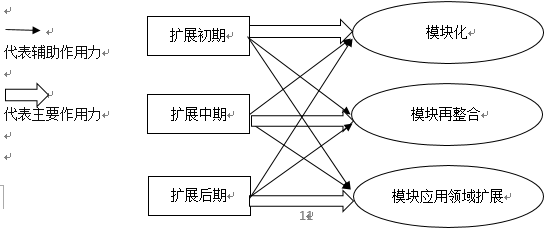 代表辅助作用力
代表主要作用力
扩展初期
模块化
扩展中期
模块再整合
扩展后期
模块应用领域扩展